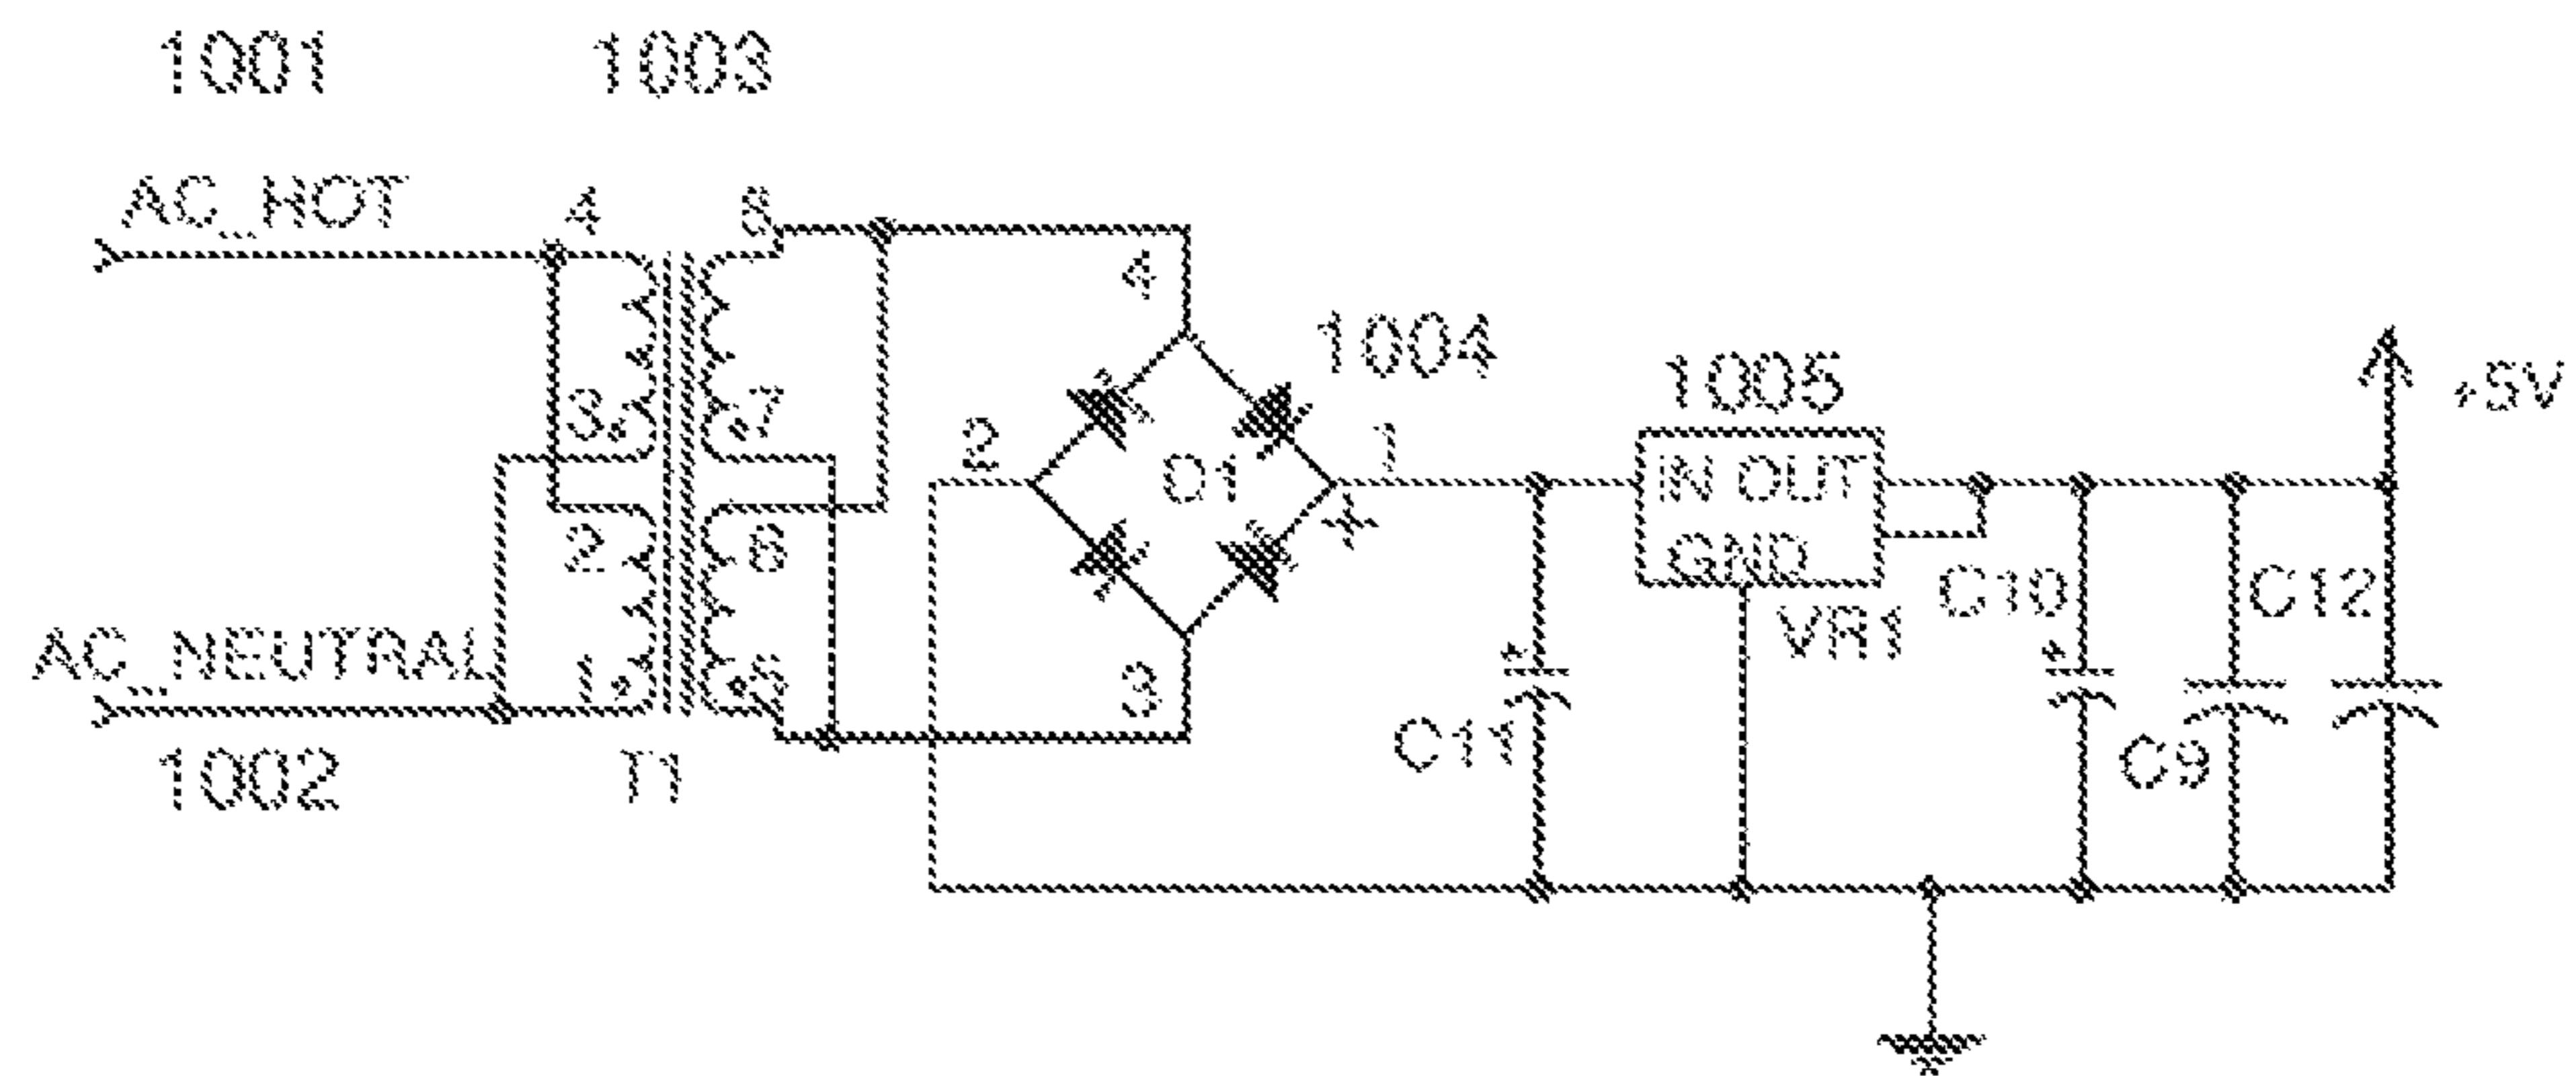 1001 1003
AC_HOT 4 8
4
1004
1005
+5V
3 7
2 1
D1
IN OUT
GND
2 6
C10 C12
VR1
AC_NEUTRAL
1 5
3
C11
C9
1002 T1